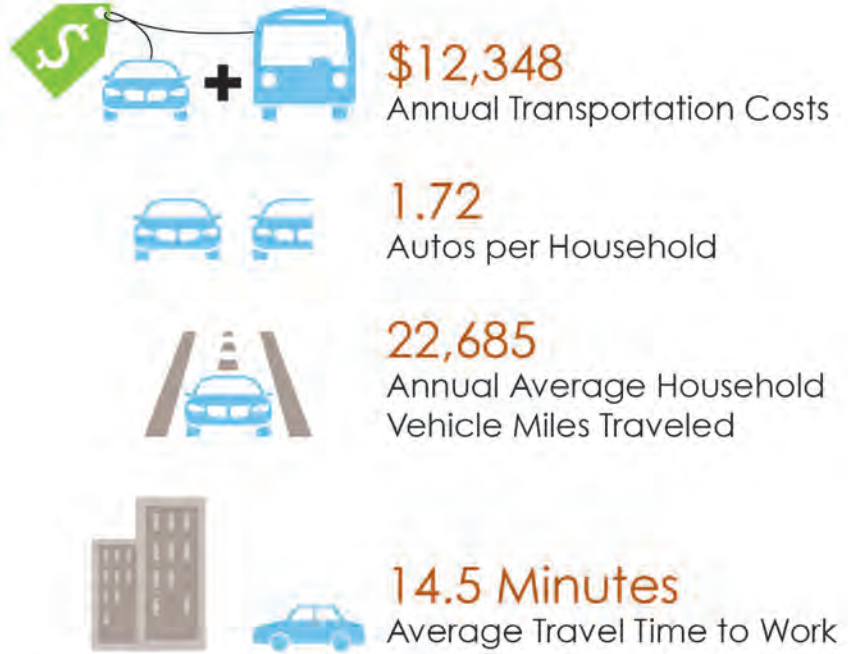 $
$12,348
Annual Transportation Costs
1.72
Autos per Household
22,685
Annual Average Household
Vehicle Miles Traveled
14.5 Minutes
Average Travel Time to Work